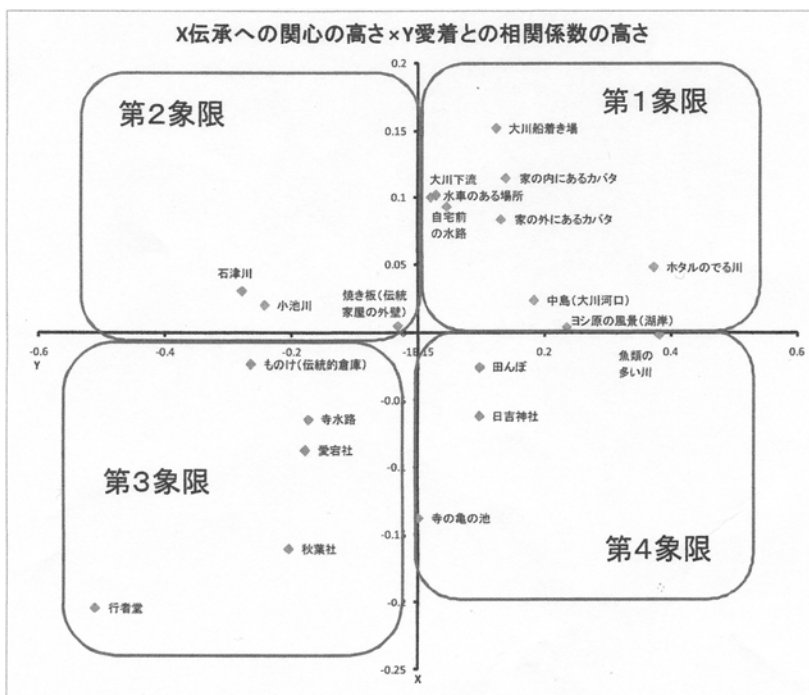 X伝承への関心の高さ×Y愛着との相関係数の高さ
0.2
第2象限
第1象限
0.15
大川船着き場
大川下流
家の内にあるカバタ
0.1
水車のある場所
自宅前
の水路
家の外にあるカバタ
0.05
石津川
ホタルのでる川
焼き板(伝統
家屋の外壁)
小池川
中島(大川河口)
ヨシ原の風景(湖岸)
-0.6
-0.4
-0.2
0.2
0.4
0.6
Y
ものけ(伝統的倉庫)
田んぼ
魚類の
多い川
-0.05
寺水路
日吉神社
愛宕社
-0.1
第3象限
寺の亀の池
-0.15
秋葉社
第4象限
行者堂
-0.2
-0.25
X